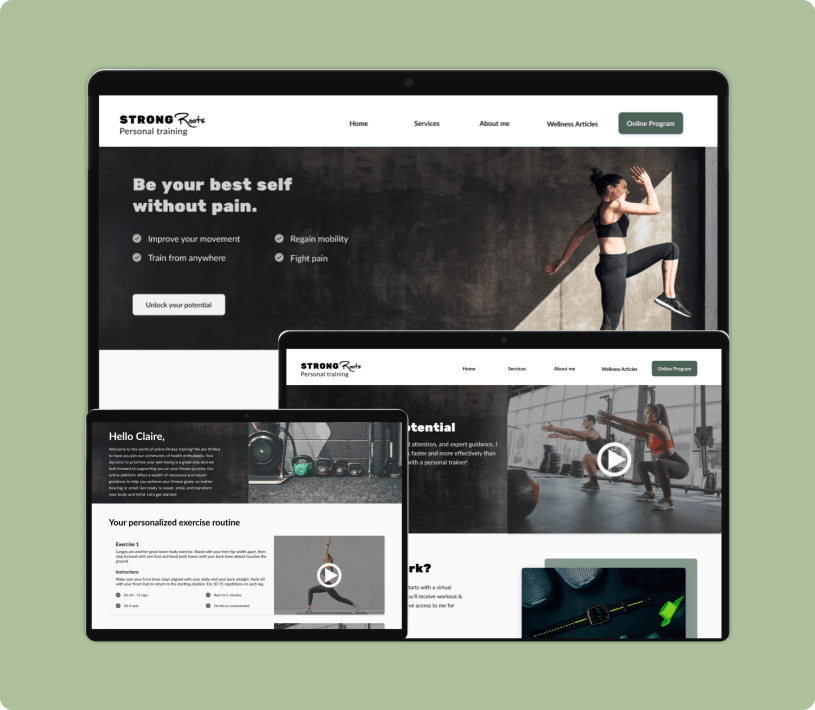 STRONG Roots
Personal training
Home
Services
About me
Wellness Articles
Online Program
Be your best self
without pain.
Improve your movement
Regain mobility
Train from anywhere
Fight pain
Unlock your potential
STRONG Roots
Personal training
Home
Services
About me
Wellness Articles
Online Program
attention, and expert guidance, I
faster and more effectively than
with a personal trainer!
starts with a virtual
receive workout &
access to me for
Hello Claire,
Welcome to the world of online fitness training! We are thrilled
to have you join our community of health enthusiasts. Your
decision to prioritize your well-being is a great one, and we
look forward to supporting you on your fitness journey. Our
online platform offers a wealth of resources and expert
guidance to help you achieve your fitness goals, no matter
how big or small. Get ready to sweat, smile, and transform
your body and mind. Let's get started!
Your personalized exercise routine
Exercise 1
Lunges are another great lower body exercise. Stand with your feet hip-width apart, then
step forward with one foot and bend both knees until your back knee almost touches the
ground.
Instructions
Make sure your front knee stays aligned with your ankle and your back straight. Push off
with your front foot to return to the starting position. Do 10-15 repetitions on each leg.
Do 10 - 15 reps
Rest for 1 minutes
Do 4 sets